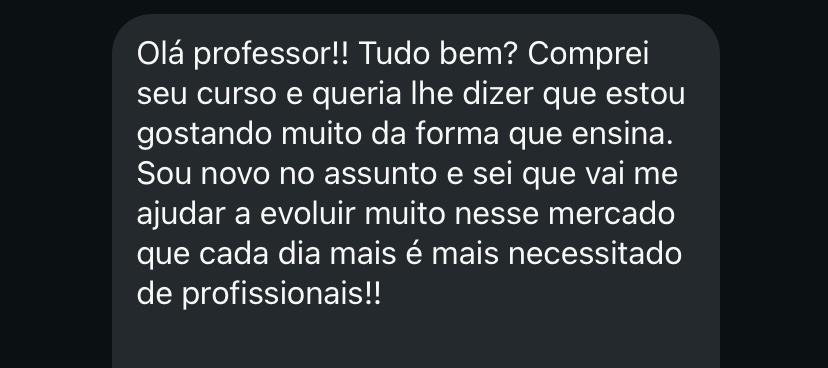 Olá professor!! Tudo bem? Comprei
seu curso e queria lhe dizer que estou
gostando muito da forma que ensina.
Sou novo no assunto e sei que vai me
ajudar a evoluir muito nesse mercado
que cada dia mais é mais necessitado
de profissionais!!